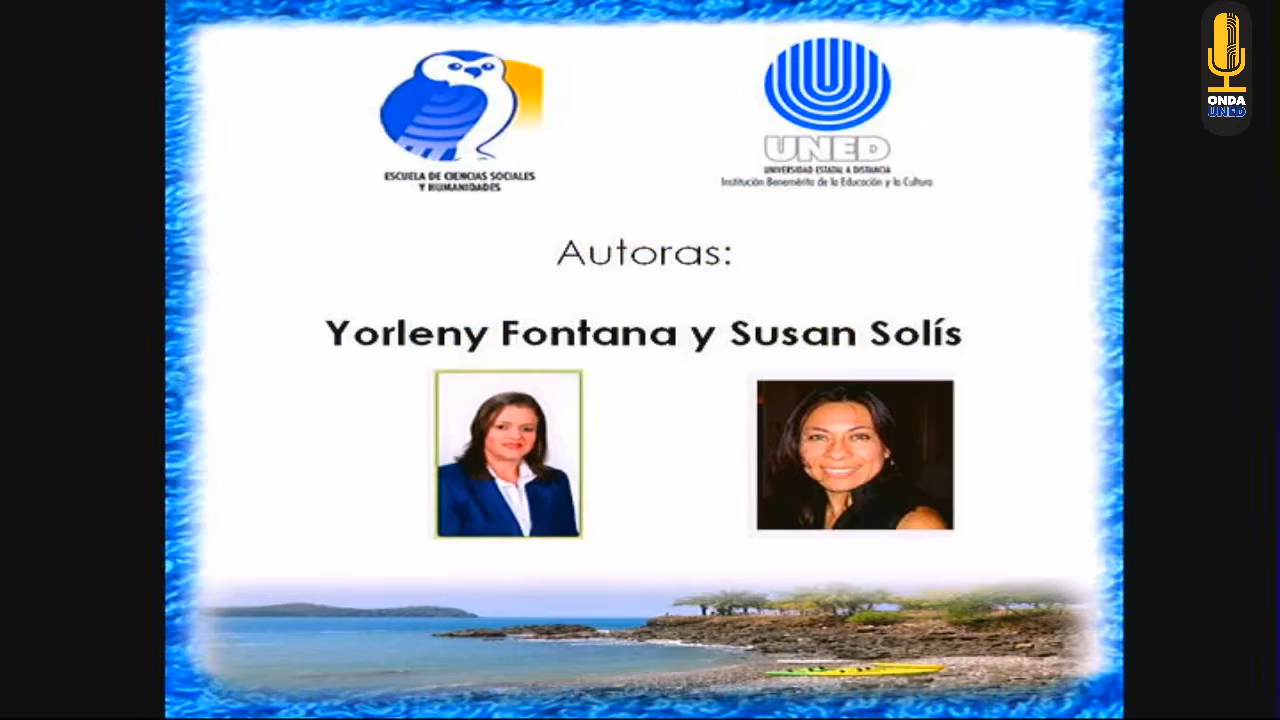 ESCUELA DE CIENCIAS SOCIALES
Y HUMANIDADES
UNED
UNIVERSIDAD ESTATAL A DISTANCIA
Institución Benemérita de la Educación y la Cultura
ONDA
UNED
Autoras:
Yorleny Fontana y Susan Solís